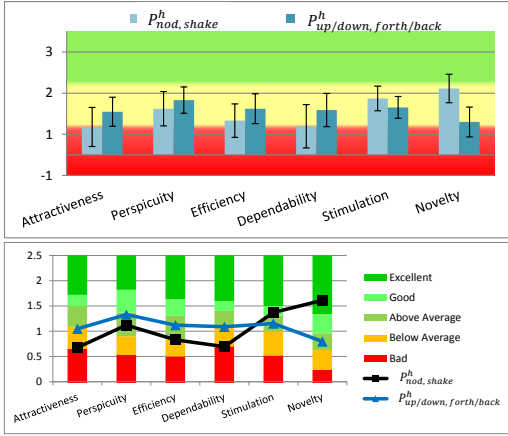 P^h_nod, shake P^h_up/down, forth/back
3
2
1
-1
Attractiveness Perspicuity Efficiency Dependability Stimulation Novelty
2.5
2
1.5
1
0.5
0
Attractiveness Perspicuity Efficiency Dependability Stimulation Novelty
Excellent
Good
Above Average
Below Average
Bad
P^h_nod, shake
P^h_up/down, forth/back